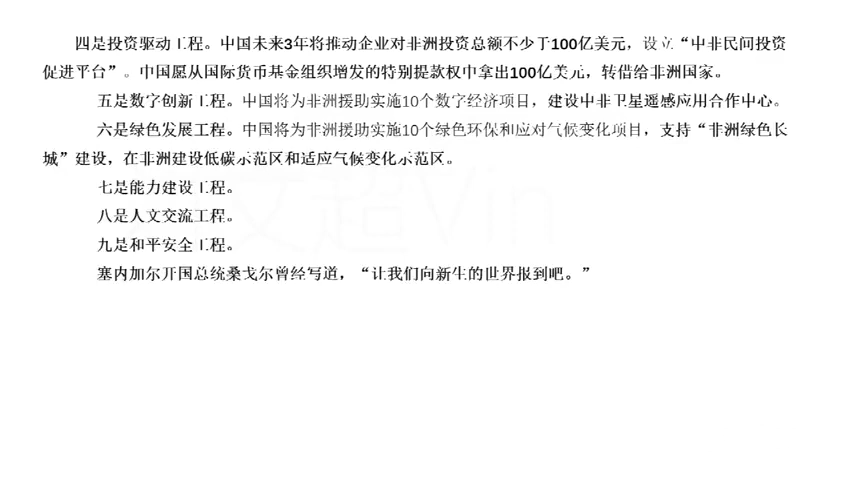 四是投资驱动工程。中国未来3年将推动企业对非洲投资总额不少于100亿美元，设立“中非民间投资
促进平台”。中国愿从国际货币基金组织增发的特别提款权中拿出100亿美元，转借给非洲国家。
五是数字创新工程。中国将为非洲援助实施10个数字经济项目，建设中非卫星遥感应用合作中心。
六是绿色发展工程。中国将为非洲援助实施10个绿色环保和应对气候变化项目，支持“非洲绿色长
城”建设，在非洲建设低碳示范区和适应气候变化示范区。
七是能力建设工程。
八是人文交流工程。
九是和平安全工程。
塞内加尔开国总统桑戈尔曾经写道，“让我们向新生的世界报到吧。”